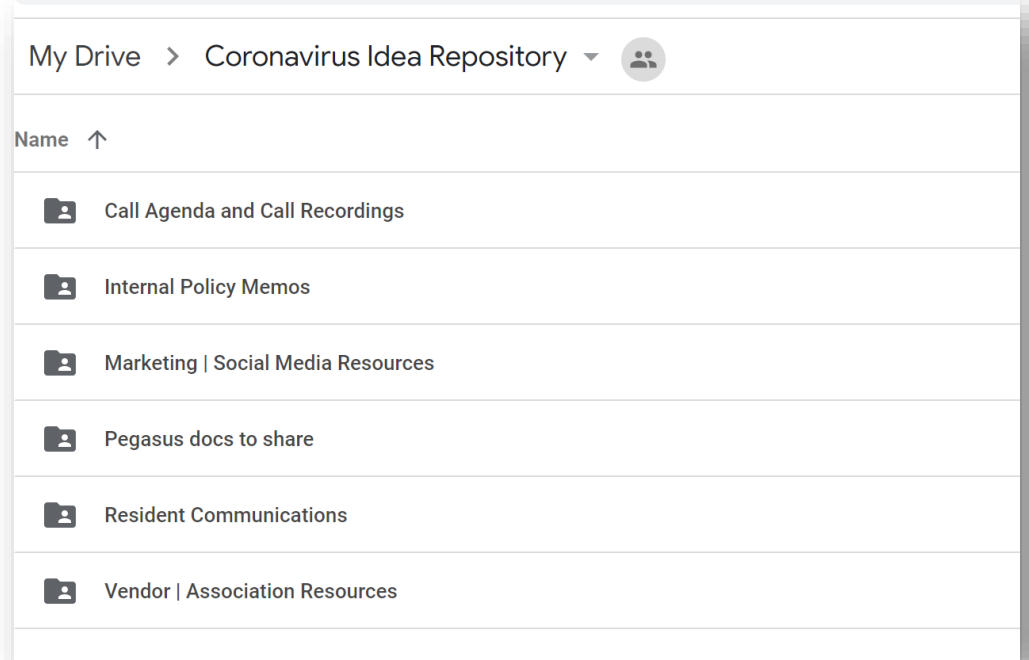 My Drive > Coronavirus Idea Repository
Name
Call Agenda and Call Recordings
Internal Policy Memos
Marketing | Social Media Resources
Pegasus docs to share
Resident Communications
Vendor | Association Resources